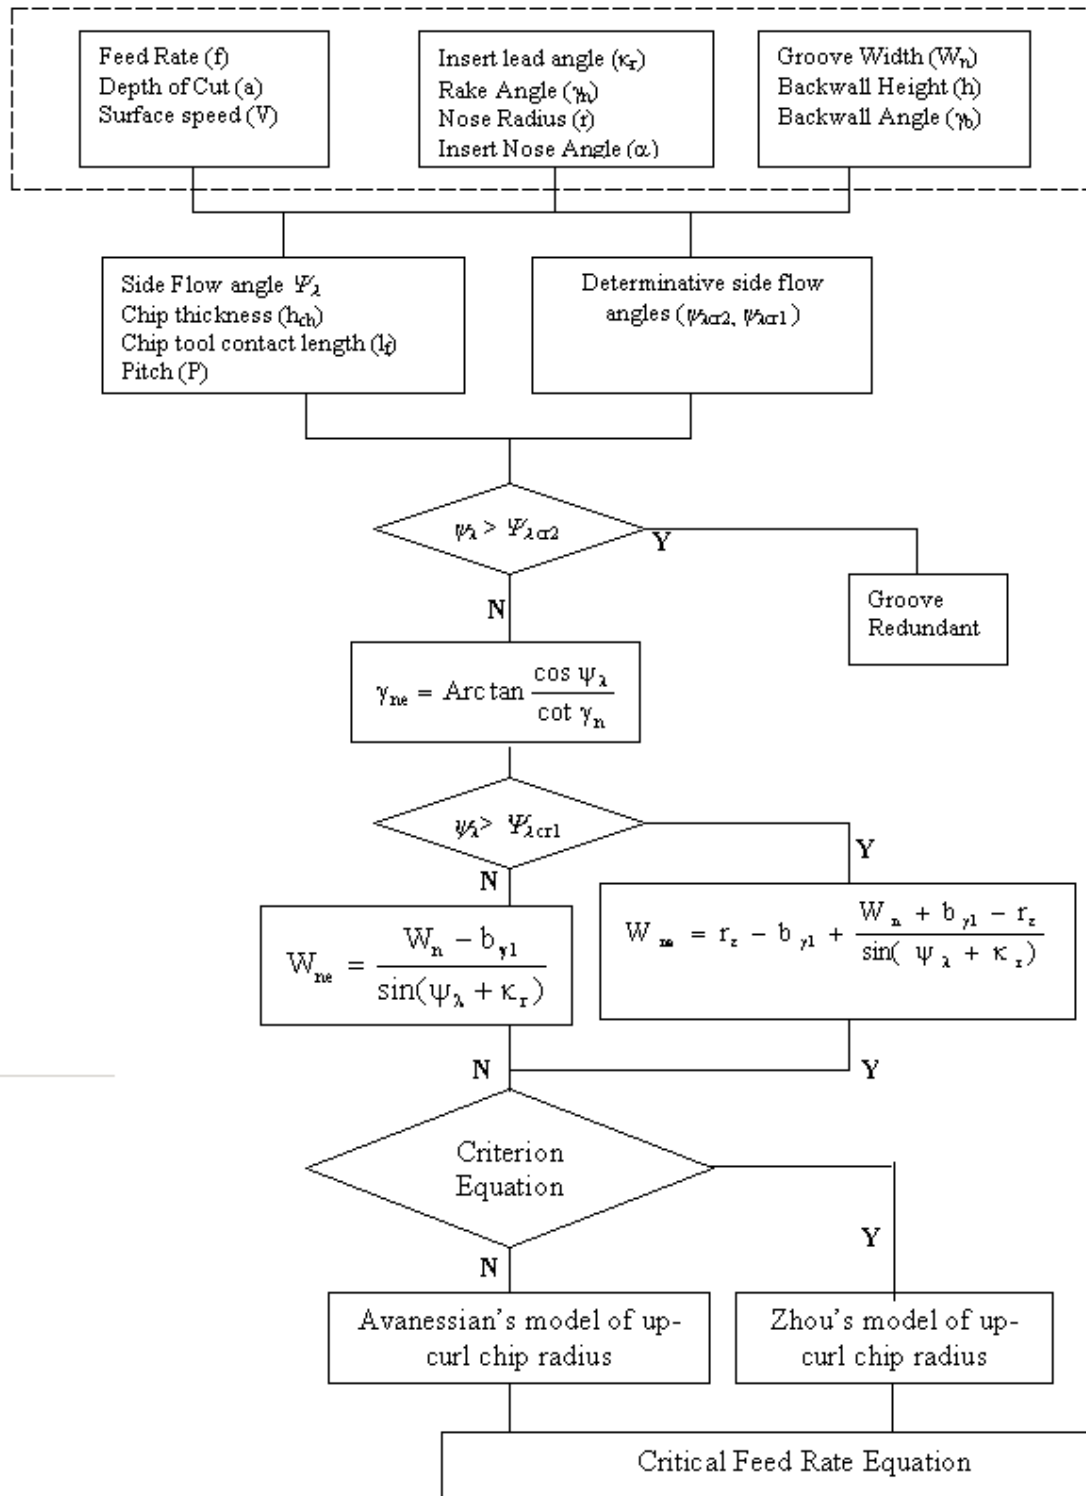 Feed Rate (f)
Depth of Cut (a)
Surface speed (V)
Insert lead angle (κr)
Rake Angle (γn)
Nose Radius (r)
Insert Nose Angle (α)
Groove Width (Wn)
Backwall Height (h)
Backwall Angle (γb)
Side Flow angle Ψλ
Chip thickness (hch)
Chip tool contact length (lf)
Pitch (P)
Determinative side flow
angles (ψλcr2, ψλcr1)
ψλ > Ψλcr2
Y
N
Groove
Redundant
γne = Arc tan cos ψλ / cot γn
ψλ > Ψλcr1
Y
N
Wne = Wn − bγ1 / sin(ψλ + κr)
Wne = rε − bγ1 + Wn + bγ1 − rε / sin( ψλ + κr)
N
Y
Criterion
Equation
Y
N
Avanessian's model of up-
curl chip radius
Zhou's model of up-
curl chip radius
Critical Feed Rate Equation